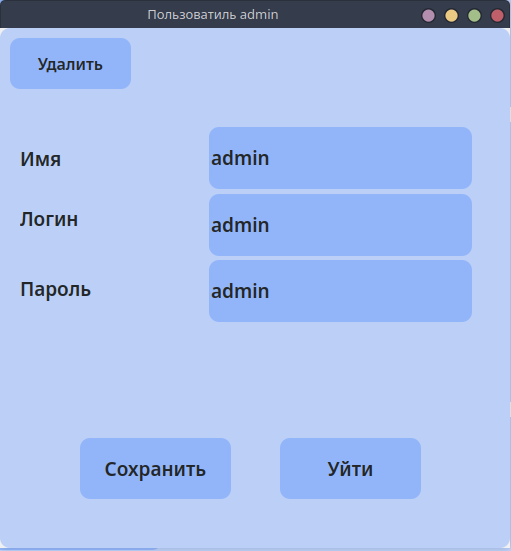 Пользоватиль admin
Удалить
Имя admin
Логин admin
Пароль admin
Сохранить Уйти